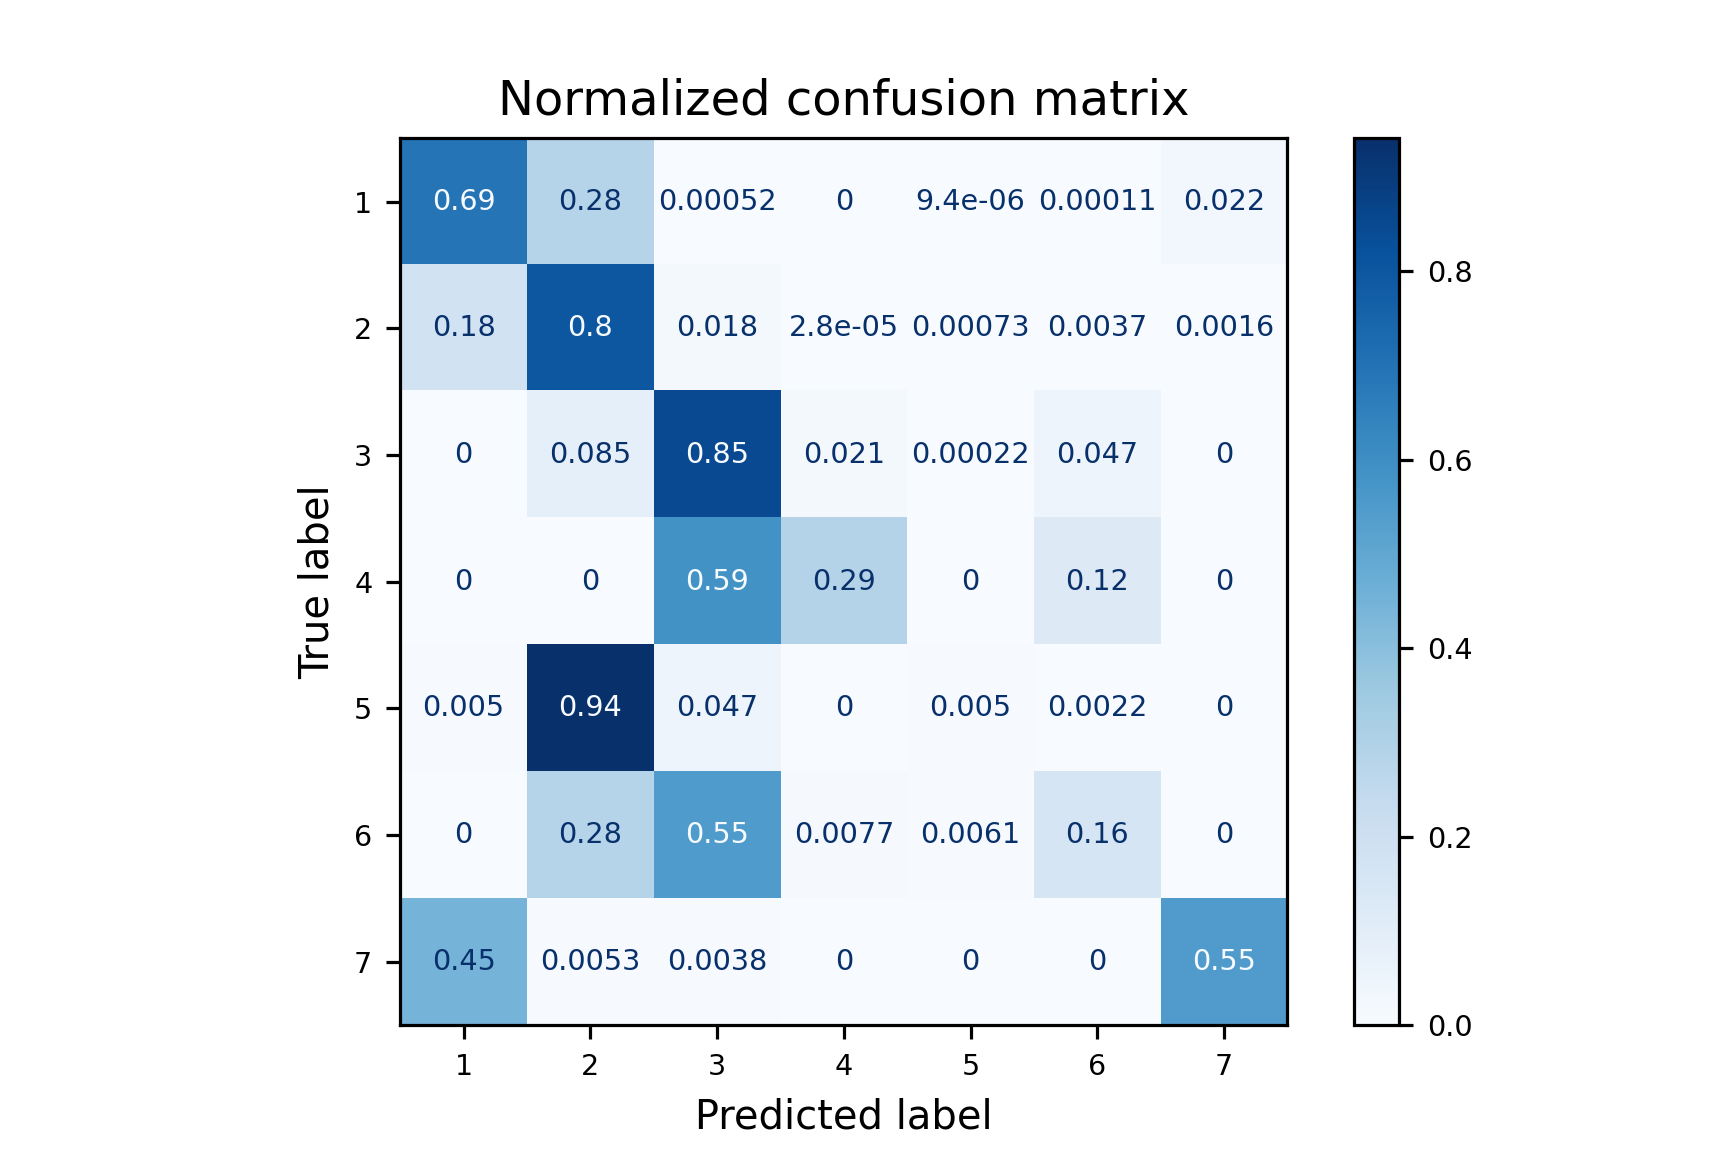 Normalized confusion matrix
1 0.69 0.28 0.00052 0 9.4e-06 0.00011 0.022
2 0.18 0.8 0.018 2.8e-05 0.00073 0.0037 0.0016
3 0 0.085 0.85 0.021 0.00022 0.047 0
4 0 0 0.59 0.29 0 0.12 0
5 0.005 0.94 0.047 0 0.005 0.0022 0
6 0 0.28 0.55 0.0077 0.0061 0.16 0
7 0.45 0.0053 0.0038 0 0 0 0.55
1 2 3 4 5 6 7
Predicted label
True label
0.8
0.6
0.4
0.2
0.0